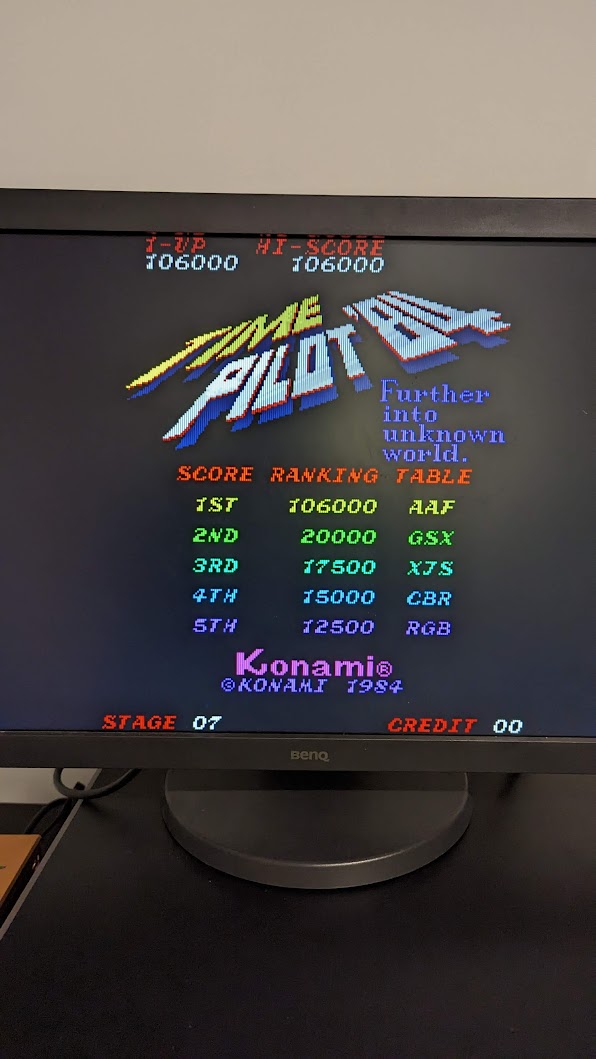 1-UP HI-SCORE
106000 106000
TIME
PILOT '84
Further
into
unknown
world.
SCORE RANKING TABLE
1ST 106000 AAF
2ND 20000 GSX
3RD 17500 XJS
4TH 15000 CBR
5TH 12500 RGB
Konami®
©KONAMI 1984
STAGE 07 CREDIT 00
BenQ